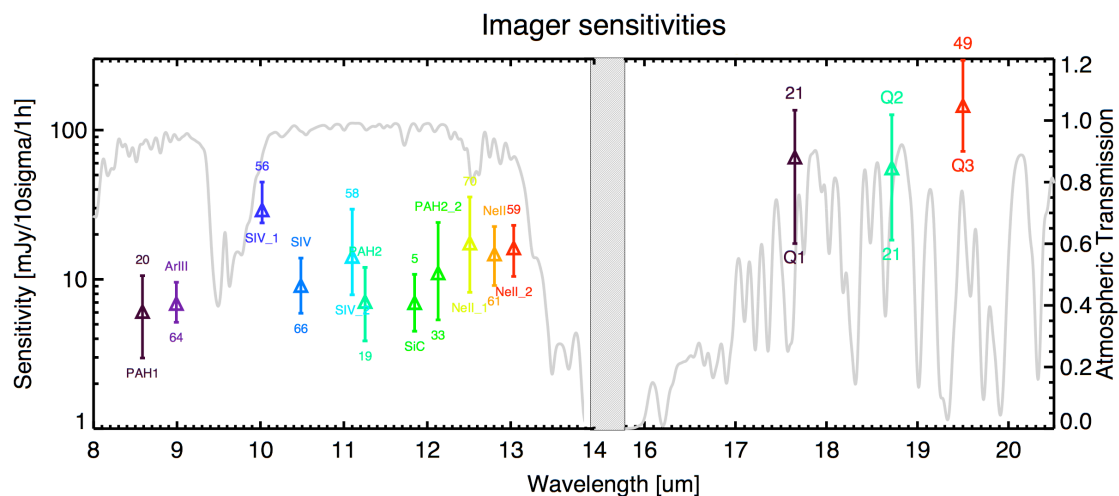 Imager sensitivities
Sensitivity [mJy/10sigma/1h]
100
10
1
20
PAH1
ArIII
64
56
SIV_1
SIV
66
58
SIV_2
PAH2
19
5
SiC
PAH2_2
33
70
NeII_1
NeII
61
59
NeII_2
21
Q1
Q2
21
49
Q3
1.2
1.0
0.8
0.6
0.4
0.2
0.0
Atmospheric Transmission
8 9 10 11 12 13 14 16 17 18 19 20
Wavelength [um]